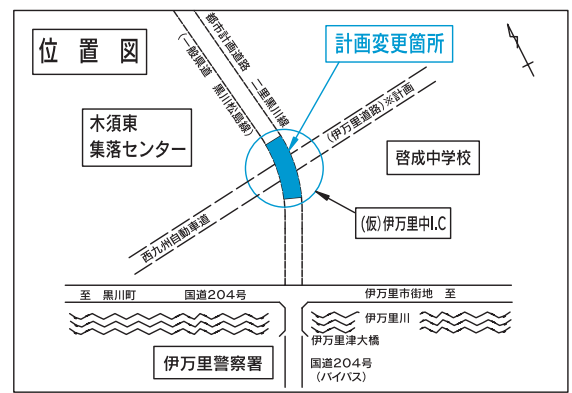 位置図
計画変更箇所
都市計画道路 二里黒川線
(一般県道 黒川松島線)
木須東
集落センター
(伊万里道路)※計画
啓成中学校
(仮)伊万里中I.C
西九州自動車道
至 黒川町 国道204号
伊万里市街地 至
伊万里川
伊万里津大橋
伊万里警察署
国道204号
(バイパス)